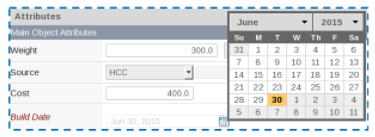 Attributes
Main Object Attributes
Weight 300.0
Source HCC
Cost 400.0
Build Date Jun 30, 2015
June 2015
Su M T W Th F Sa
31 1 2 3 4 5 6
7 8 9 10 11 12 13
14 15 16 17 18 19 20
21 22 23 24 25 26 27
28 29 30 1 2 3 4
5 6 7 8 9 10 11